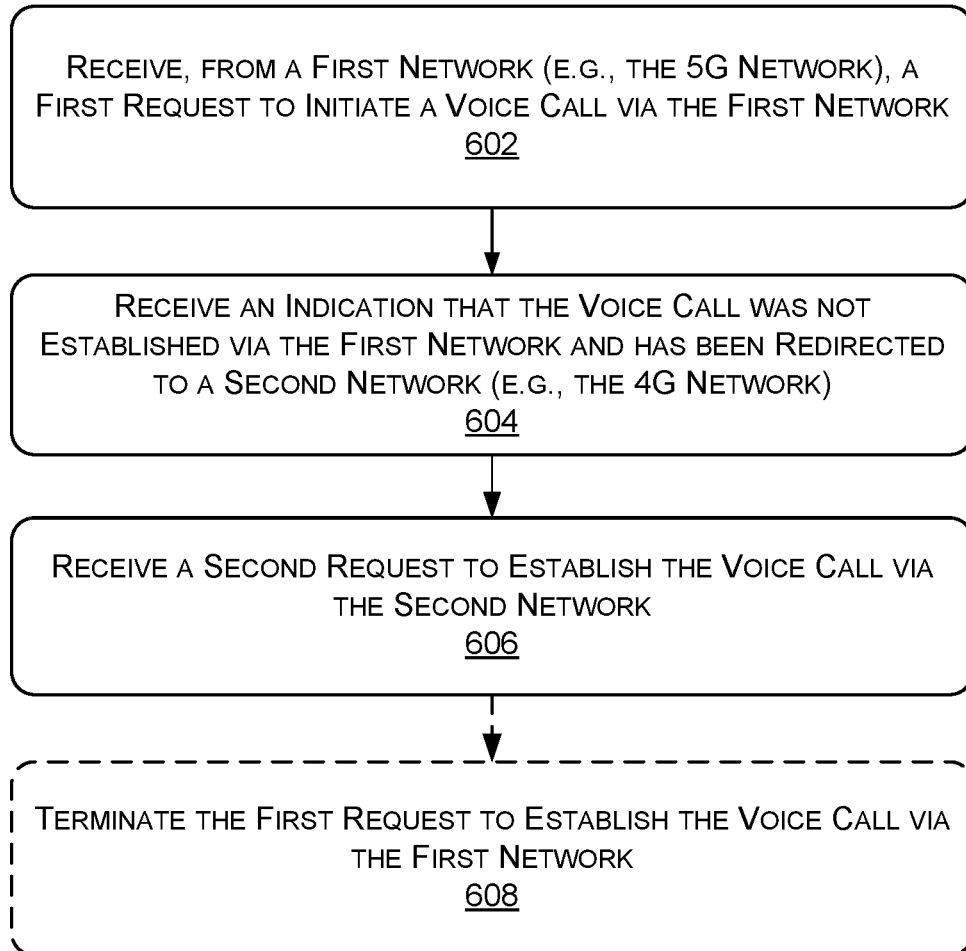 RECEIVE, FROM A FIRST NETWORK (E.G., THE 5G NETWORK), A
FIRST REQUEST TO INITIATE A VOICE CALL VIA THE FIRST NETWORK
602
RECEIVE AN INDICATION THAT THE VOICE CALL WAS NOT
ESTABLISHED VIA THE FIRST NETWORK AND HAS BEEN REDIRECTED
TO A SECOND NETWORK (E.G., THE 4G NETWORK)
604
RECEIVE A SECOND REQUEST TO ESTABLISH THE VOICE CALL VIA
THE SECOND NETWORK
606
TERMINATE THE FIRST REQUEST TO ESTABLISH THE VOICE CALL VIA
THE FIRST NETWORK
608